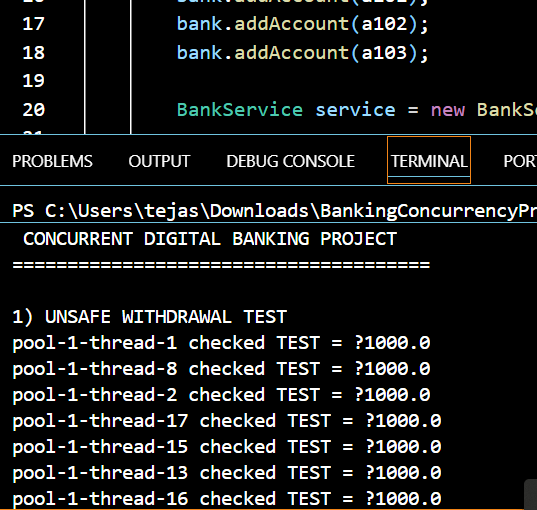 17 bank.addAccount(a102);
18 bank.addAccount(a103);
19
20 BankService service = new
PROBLEMS OUTPUT DEBUG CONSOLE TERMINAL
PS C:\Users\tejas\Downloads\BankingConcurrencyPr
CONCURRENT DIGITAL BANKING PROJECT
======================================
1) UNSAFE WITHDRAWAL TEST
pool-1-thread-1 checked TEST = ?1000.0
pool-1-thread-8 checked TEST = ?1000.0
pool-1-thread-2 checked TEST = ?1000.0
pool-1-thread-17 checked TEST = ?1000.0
pool-1-thread-15 checked TEST = ?1000.0
pool-1-thread-13 checked TEST = ?1000.0
pool-1-thread-16 checked TEST = ?1000.0